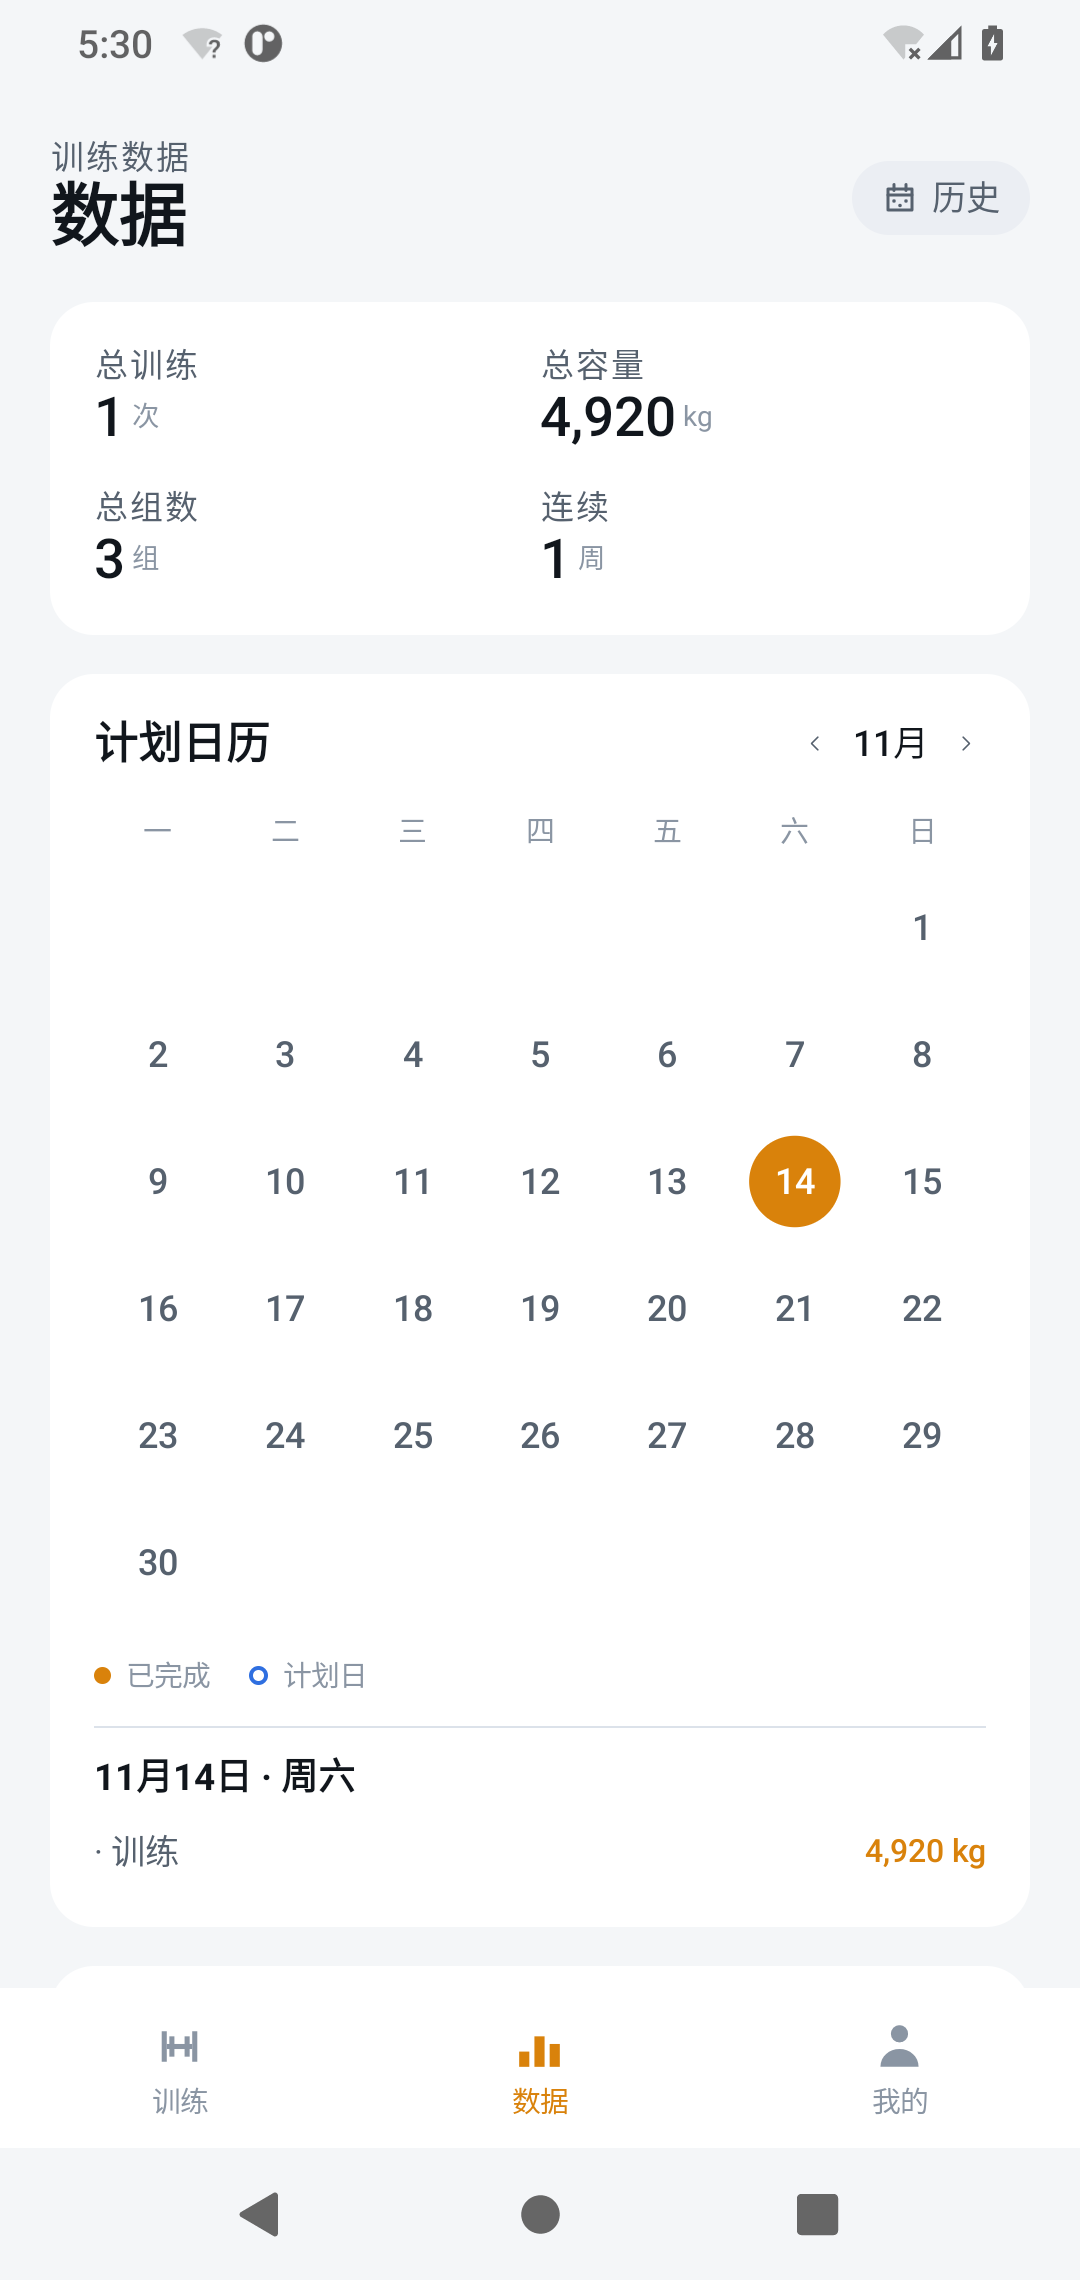 5:30
训练数据
数据
历史
总训练
总容量
1 次
4,920 kg
总组数
连续
3 组
1 周
计划日历
11月
一 二 三 四 五 六 日
1
2 3 4 5 6 7 8
9 10 11 12 13 14 15
16 17 18 19 20 21 22
23 24 25 26 27 28 29
30
已完成 计划日
11月14日 · 周六
· 训练 4,920 kg
训练 数据 我的